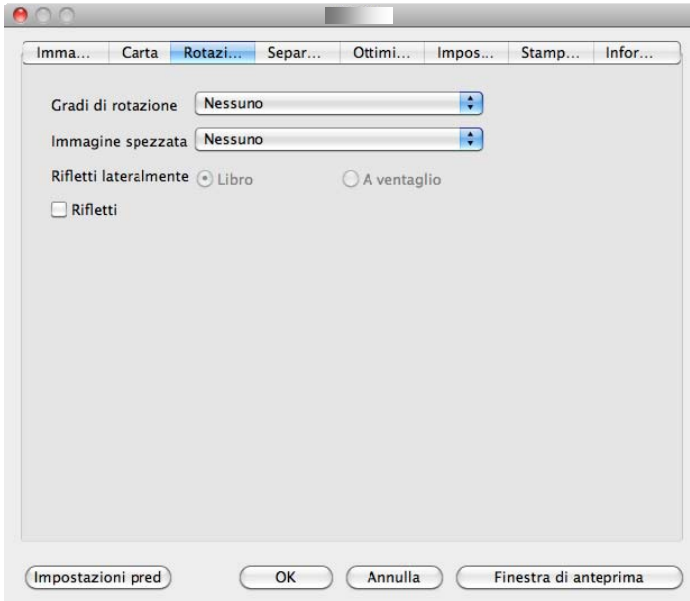 Imma... Carta Rotazi... Separ... Ottimi... Impos... Stamp... Infor...
Gradi di rotazione Nessuno
Immagine spezzata Nessuno
Rifletti lateralmente Libro A ventaglio
Rifletti
Impostazioni pred OK Annulla Finestra di anteprima